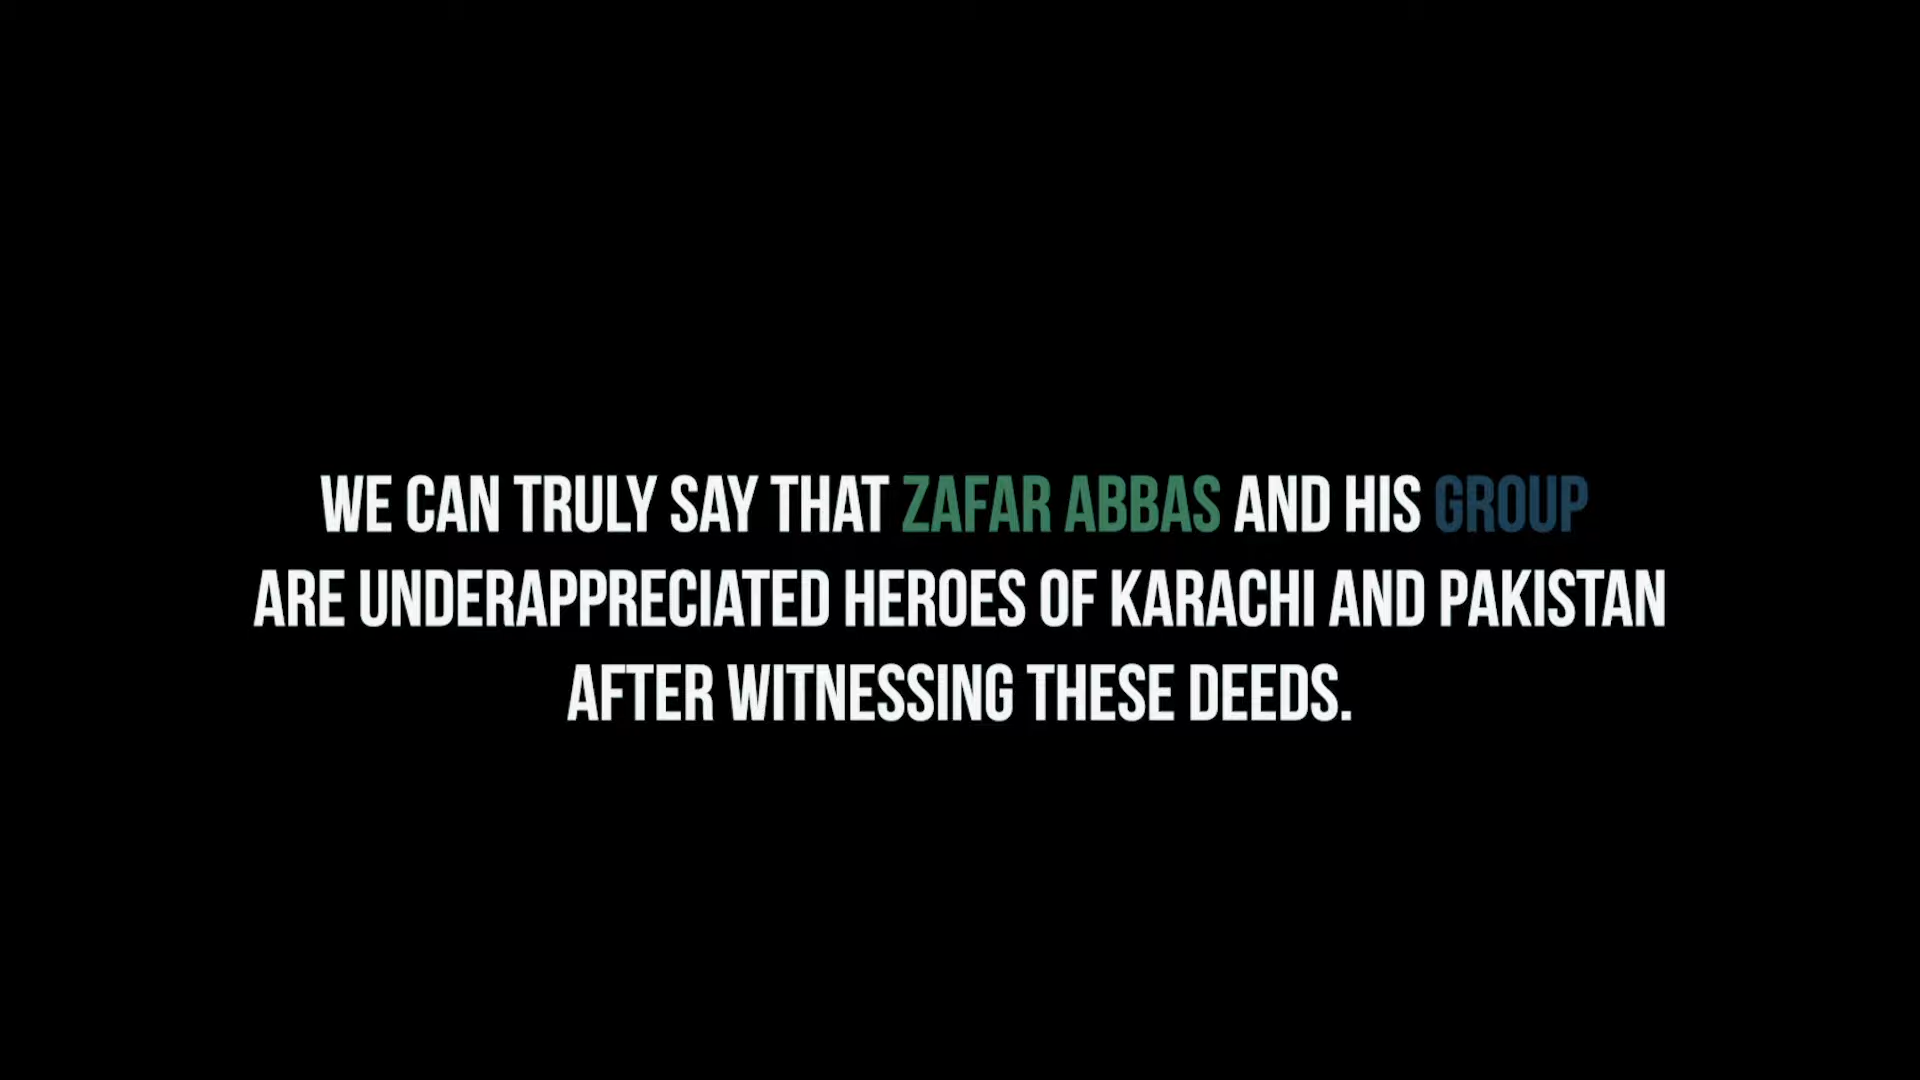 WE CAN TRULY SAY THAT ZAFAR ABBAS AND HIS GROUP
ARE UNDERAPPRECIATED HEROES OF KARACHI AND PAKISTAN
AFTER WITNESSING THESE DEEDS.